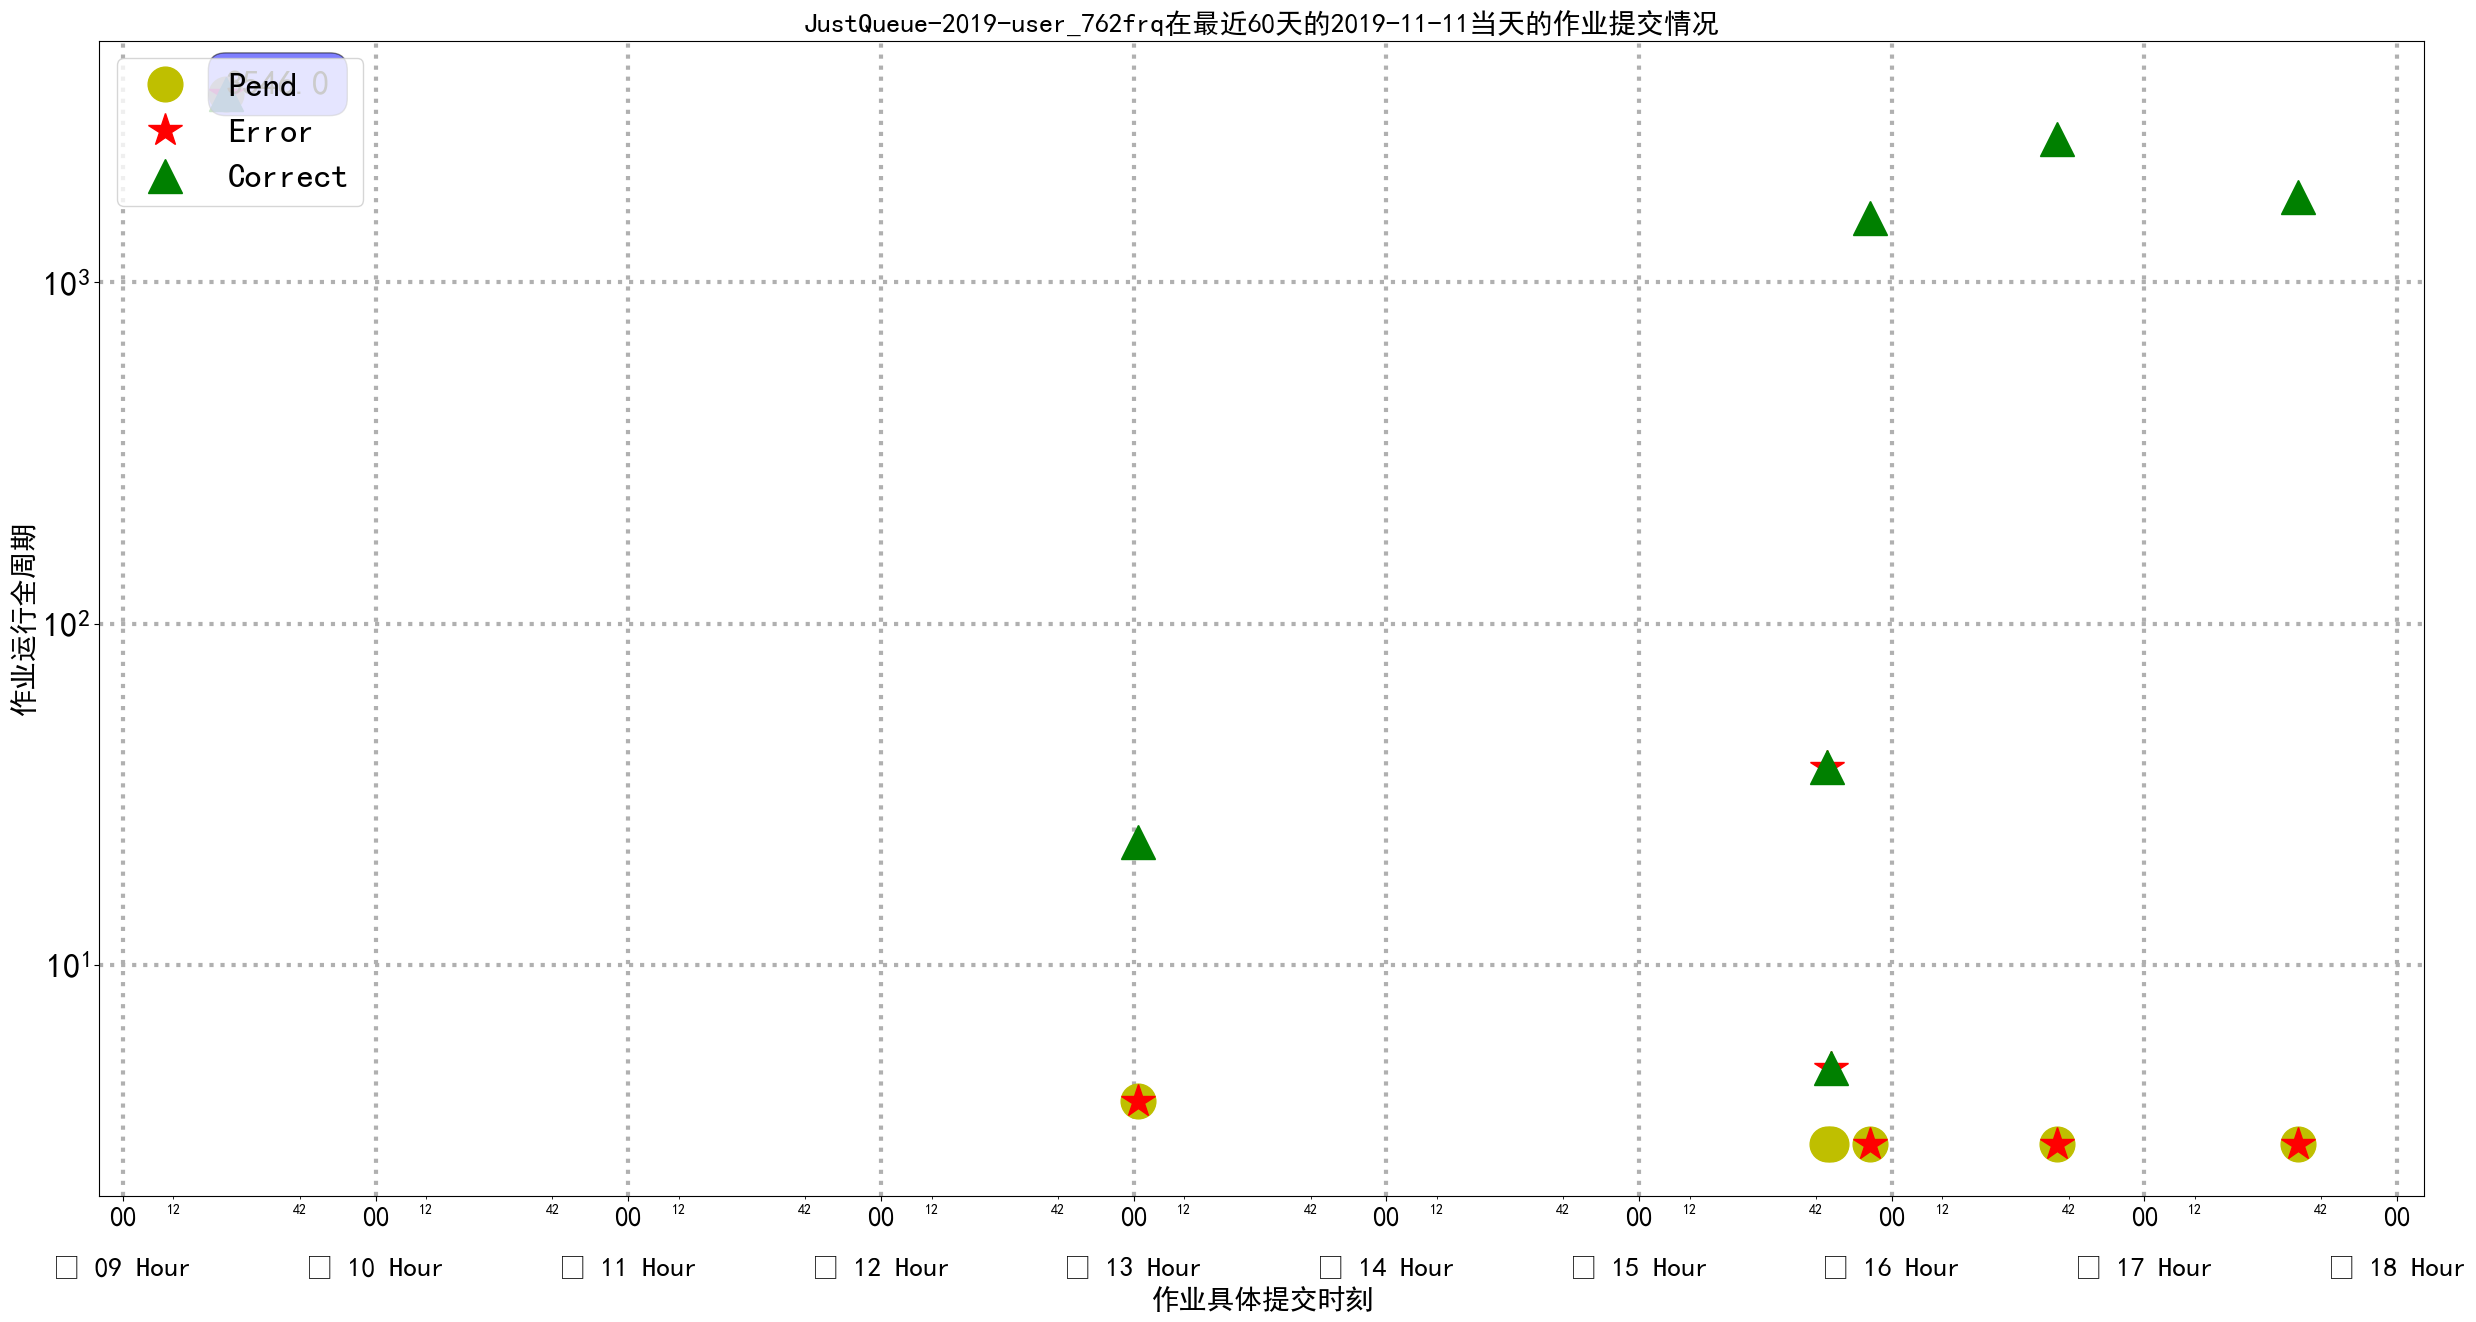 JustQueue-2019-user_762frq在最近60天的2019-11-11当天的作业提交情况
Pend
Error
Correct
10³
10²
10¹
作业运行全周期
00 12 42 00 12 42 00 12 42 00 12 42 00 12 42 00 12 42 00 12 42 00 12 42 00 12 42 00
□ 09 Hour □ 10 Hour □ 11 Hour □ 12 Hour □ 13 Hour □ 14 Hour □ 15 Hour □ 16 Hour □ 17 Hour □ 18 Hour
作业具体提交时刻